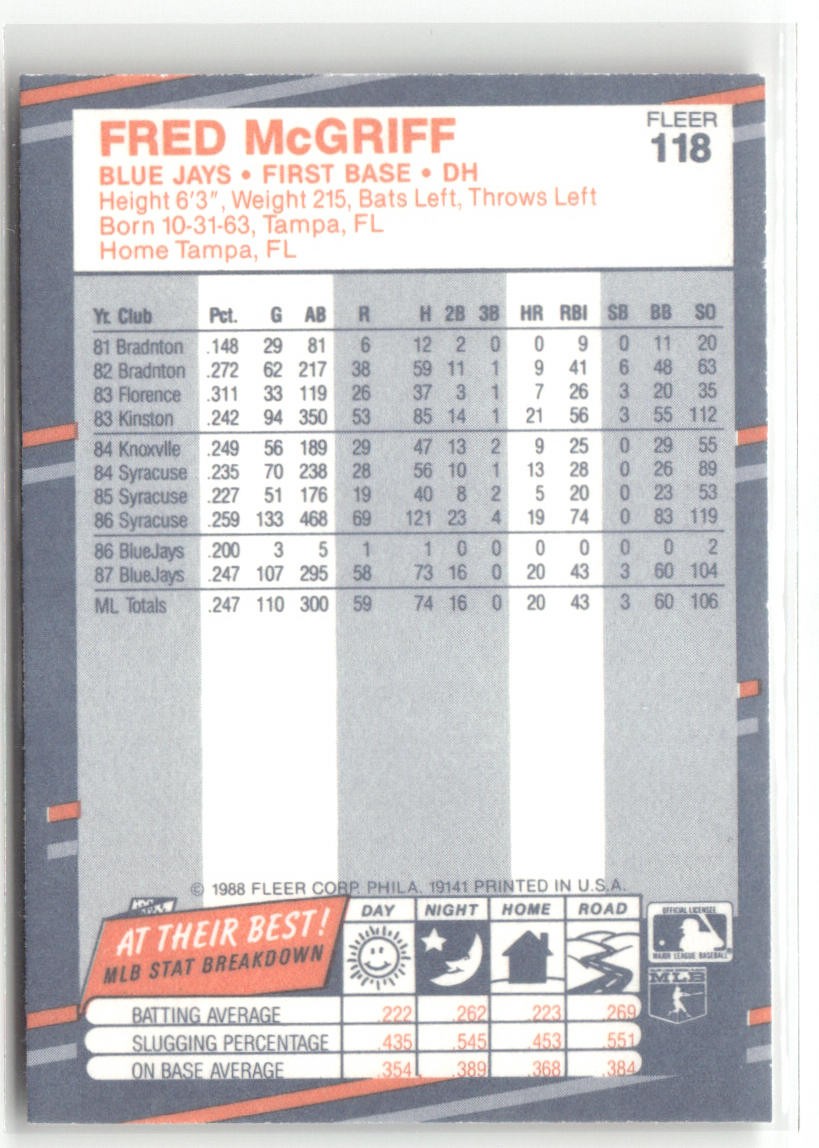 FRED McGRIFF
FLEER
118
BLUE JAYS • FIRST BASE • DH
Height 6'3", Weight 215, Bats Left, Throws Left
Born 10-31-63, Tampa, FL
Home Tampa, FL
Yr. Club Pct. G AB R H 2B 3B HR RBI SB BB SO
81 Bradnton .148 29 81 6 12 2 0 0 9 0 11 20
82 Bradnton .272 62 217 38 59 11 1 9 41 6 48 63
83 Florence .311 33 119 26 37 3 1 7 26 3 20 35
83 Kinston .242 94 350 53 85 14 1 21 56 3 55 112
84 Knoxvlle .249 56 189 29 47 13 2 9 25 0 29 55
84 Syracuse .235 70 238 28 56 10 1 13 28 0 26 89
85 Syracuse .227 51 176 19 40 8 2 5 20 0 23 53
86 Syracuse .259 133 468 69 121 23 4 19 74 0 83 119
86 BlueJays .200 3 5 1 1 0 0 0 0 0 0 2
87 BlueJays .247 107 295 58 73 16 0 20 43 3 60 104
ML Totals .247 110 300 59 74 16 0 20 43 3 60 106
© 1988 FLEER CORP. PHILA. 19141 PRINTED IN U.S.A.
AT THEIR BEST!
MLB STAT BREAKDOWN
DAY NIGHT HOME ROAD
OFFICIAL LICENSEE
MAJOR LEAGUE BASEBALL
MLB
BATTING AVERAGE .222 .262 .223 .269
SLUGGING PERCENTAGE .435 .545 .453 .551
ON BASE AVERAGE .354 .389 .368 .384